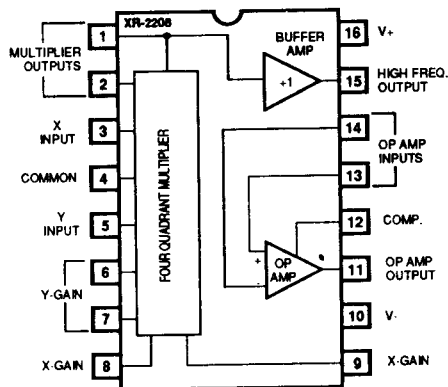 XR-2208
MULTIPLIER
OUTPUTS
1
2
X
INPUT
3
COMMON
4
Y
INPUT
5
6
Y-GAIN
7
X-GAIN
8
FOUR QUADRANT MULTIPLIER
BUFFER
AMP
+1
+
-
OP
AMP
16
V+
15
HIGH FREQ.
OUTPUT
14
OP AMP
INPUTS
13
12
COMP.
11
OP AMP
OUTPUT
10
V-
9
X-GAIN